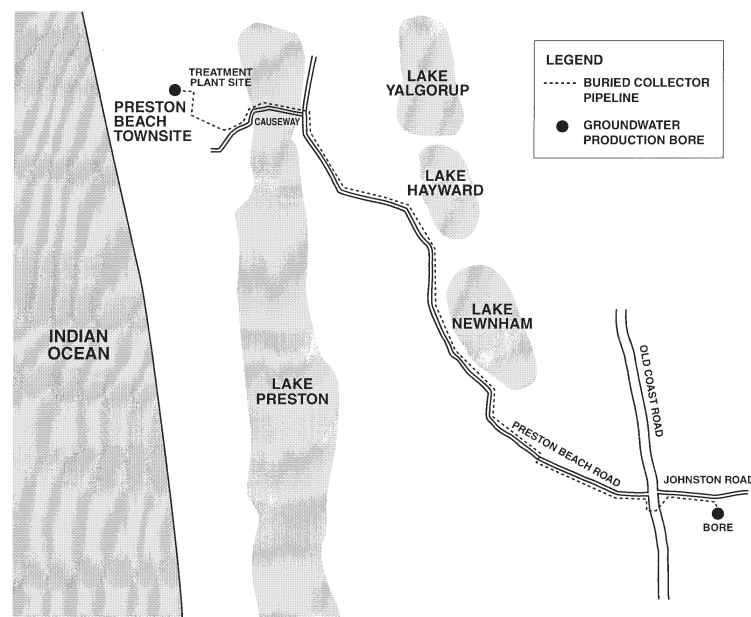 TREATMENT
PLANT SITE
PRESTON
BEACH
TOWNSITE
CAUSEWAY
LAKE
YALGORUP
LAKE
HAYWARD
LAKE
NEWNHAM
INDIAN
OCEAN
LAKE
PRESTON
PRESTON BEACH ROAD
OLD COAST ROAD
JOHNSTON ROAD
BORE
LEGEND
BURIED COLLECTOR
PIPELINE
GROUNDWATER
PRODUCTION BORE